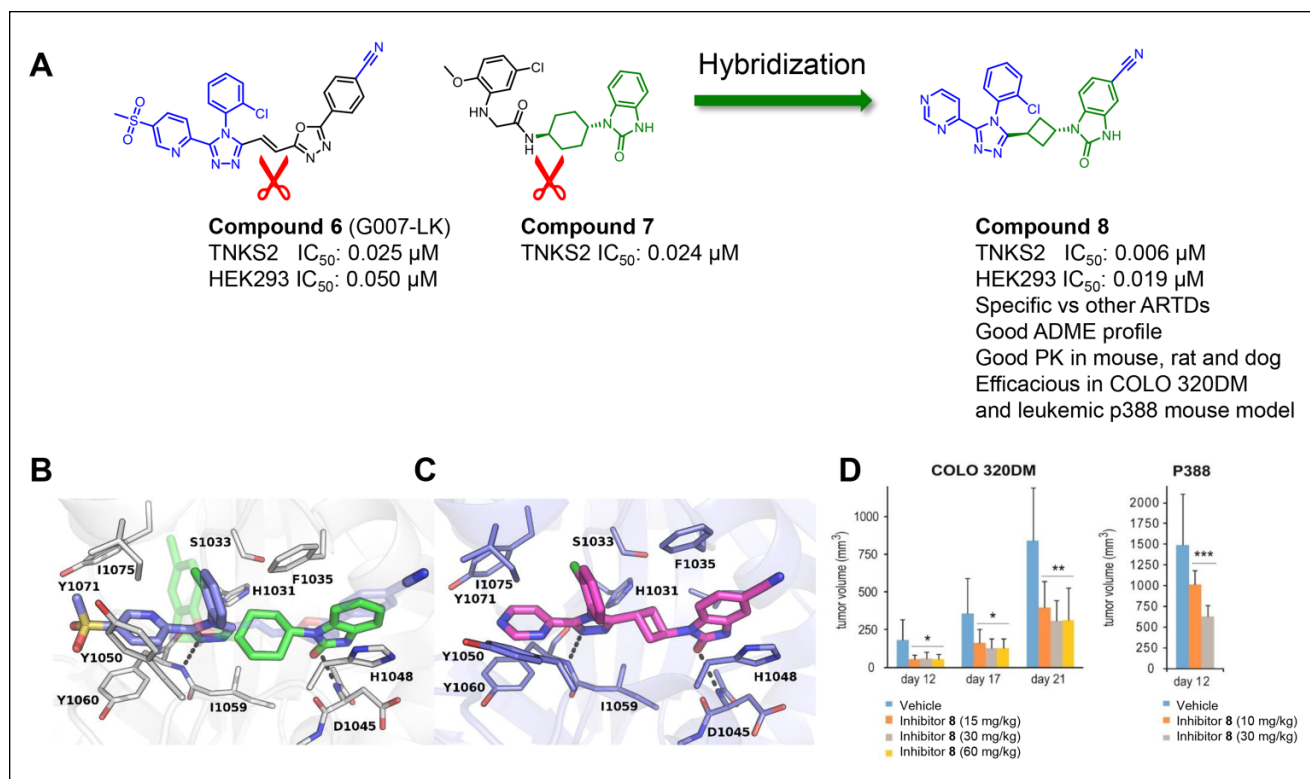 A
Hybridization
N
Cl
O
S
O
N
N
N
N
O
N
N
O
Cl
HN
O
N
H
N
NH
O
N
N
N
Cl
N
N
N
N
NH
O
Compound 6 (G007-LK)
TNKS2 IC50: 0.025 µM
HEK293 IC50: 0.050 µM
Compound 7
TNKS2 IC50: 0.024 µM
Compound 8
TNKS2 IC50: 0.006 µM
HEK293 IC50: 0.019 µM
Specific vs other ARTDs
Good ADME profile
Good PK in mouse, rat and dog
Efficacious in COLO 320DM
and leukemic p388 mouse model
B
I1075
Y1071
S1033
F1035
H1031
Y1050
Y1060
I1059
H1048
D1045
C
I1075
Y1071
S1033
F1035
H1031
Y1050
Y1060
I1059
H1048
D1045
D
COLO 320DM
tumor volume (mm³)
1000
750
500
250
0
*
*
**
day 12
day 17
day 21
Vehicle
Inhibitor 8 (15 mg/kg)
Inhibitor 8 (30 mg/kg)
Inhibitor 8 (60 mg/kg)
P388
tumor volume (mm³)
2000
1750
1500
1250
1000
750
500
250
0
***
day 12
Vehicle
Inhibitor 8 (10 mg/kg)
Inhibitor 8 (30 mg/kg)